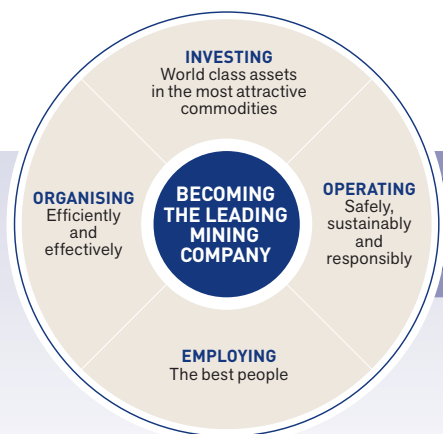 INVESTING
World class assets
in the most attractive
commodities
ORGANISING
Efficiently
and
effectively
BECOMING
THE LEADING
MINING
COMPANY
OPERATING
Safely,
sustainably
and
responsibly
EMPLOYING
The best people